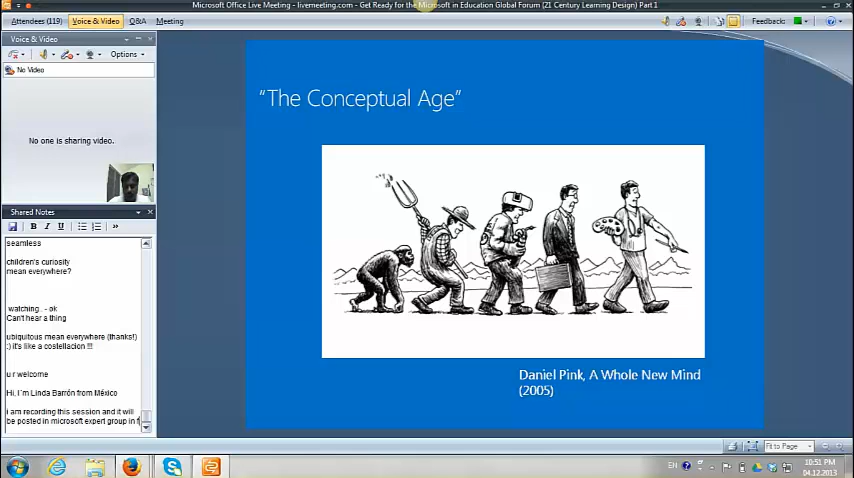 Microsoft Office Live Meeting - livemeeting.com - Get Ready for the Microsoft in Education Global Forum (21 Century Learning Design) Part 1
Attendees (119) Voice & Video Q&A Meeting
Feedback:
Voice & Video
Options
No Video
No one is sharing video.
Shared Notes
B I U »
seamless
children's curiosity
mean everywhere?
watching.. - ok
Can't hear a thing
ubiquitous mean everywhere (thanks!)
:) it's like a costellacion !!!
u r welcome
Hi, I´m Linda Barrón from México
i am recording this session and it will
be posted in microsoft expert group in f
“The Conceptual Age”
Daniel Pink, A Whole New Mind
(2005)
Fit to Page
EN
10:51 PM
04.12.2013